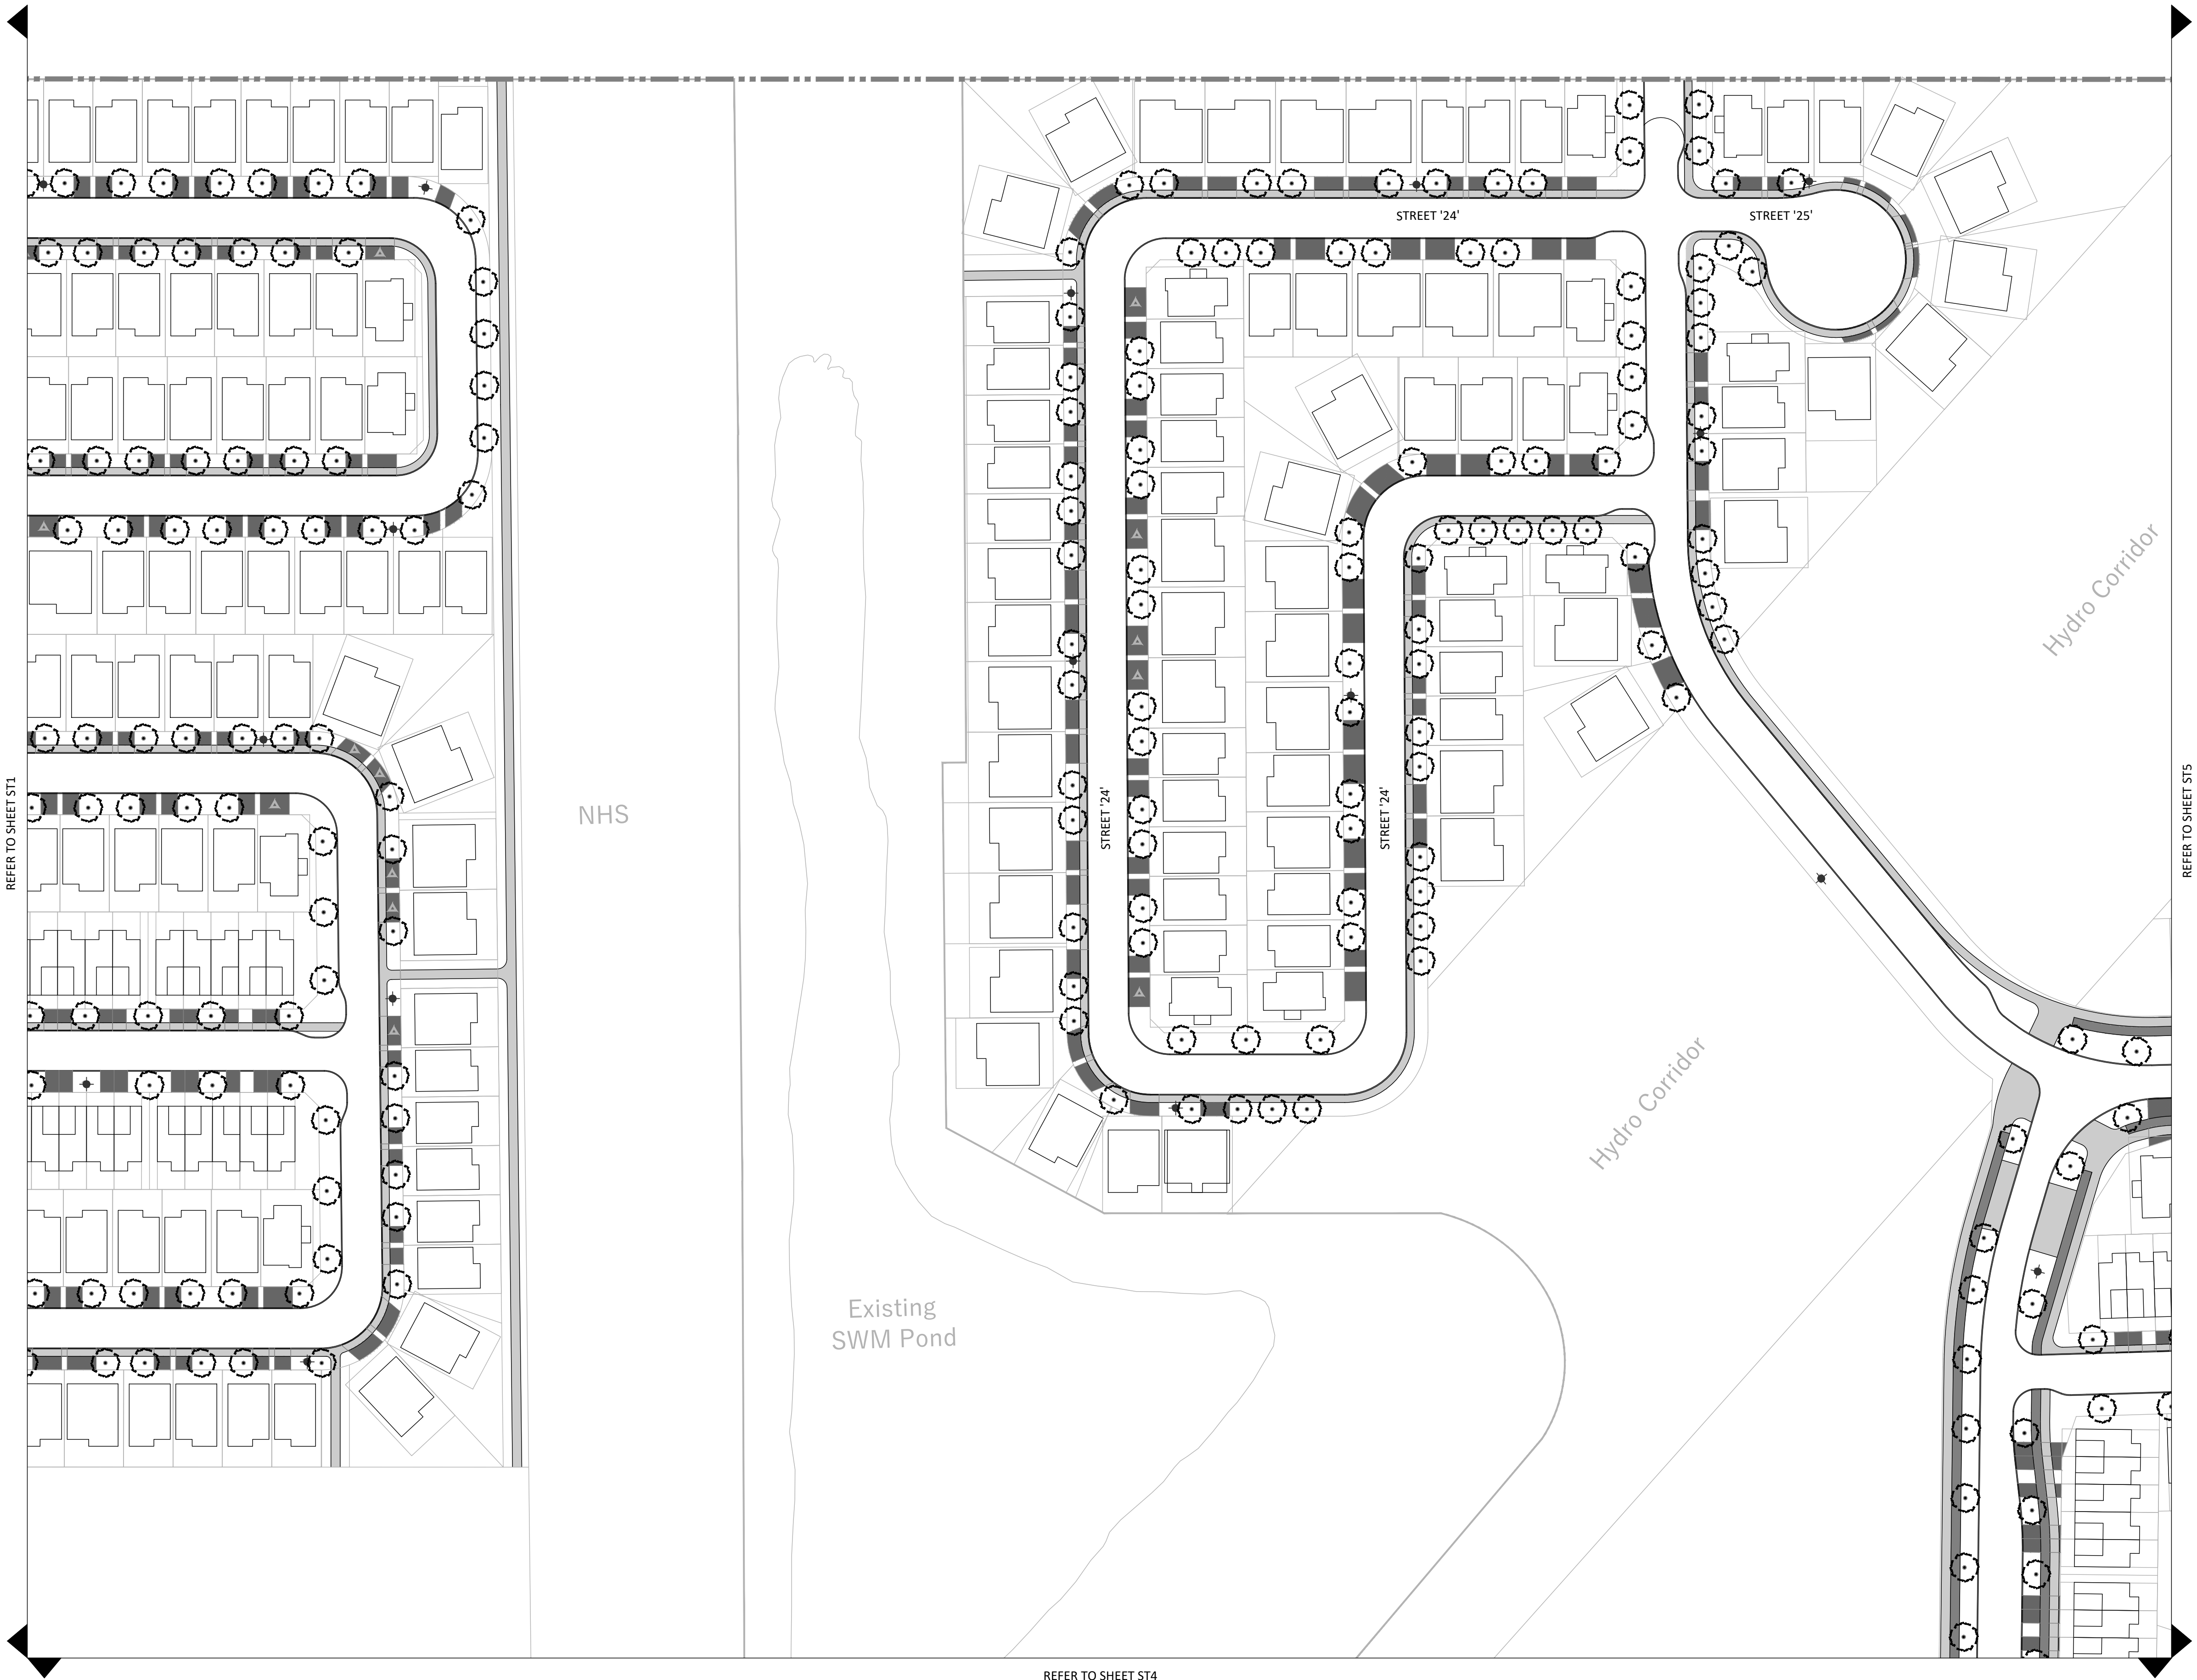 STREET '24'
STREET '25'
Hydro Corridor
REFER TO SHEET ST1
NHS
STREET '24'
STREET '24'
REFER TO SHEET ST5
Hydro Corridor
Existing
SWM Pond
REFER TO SHEET ST4